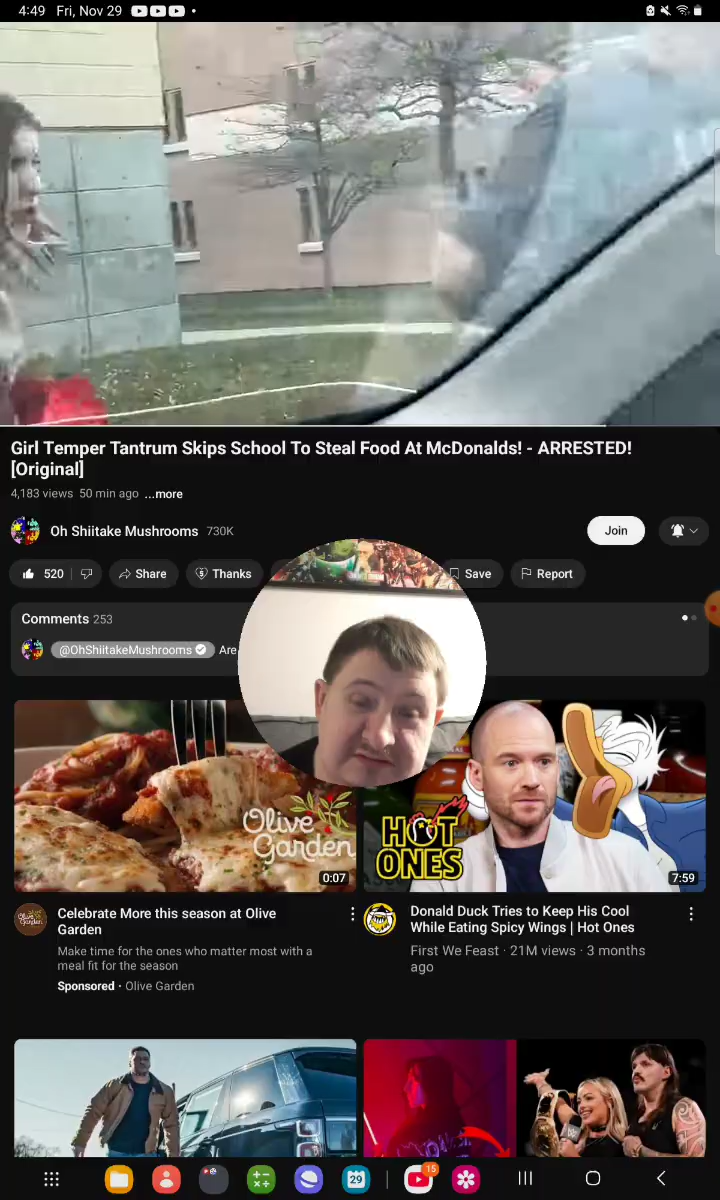 4:49 Fri, Nov 29
Girl Temper Tantrum Skips School To Steal Food At McDonalds! - ARRESTED!
[Original]
4,183 views 50 min ago ...more
Oh Shiitake Mushrooms 730K
Join
520
Share
Thanks
Save
Report
Comments 253
@OhShiitakeMushrooms
Are
Olive
Garden
0:07
HOT
ONES
7:59
Celebrate More this season at Olive
Garden
Make time for the ones who matter most with a
meal fit for the season
Sponsored · Olive Garden
Donald Duck Tries to Keep His Cool
While Eating Spicy Wings | Hot Ones
First We Feast · 21M views · 3 months
ago
29
15